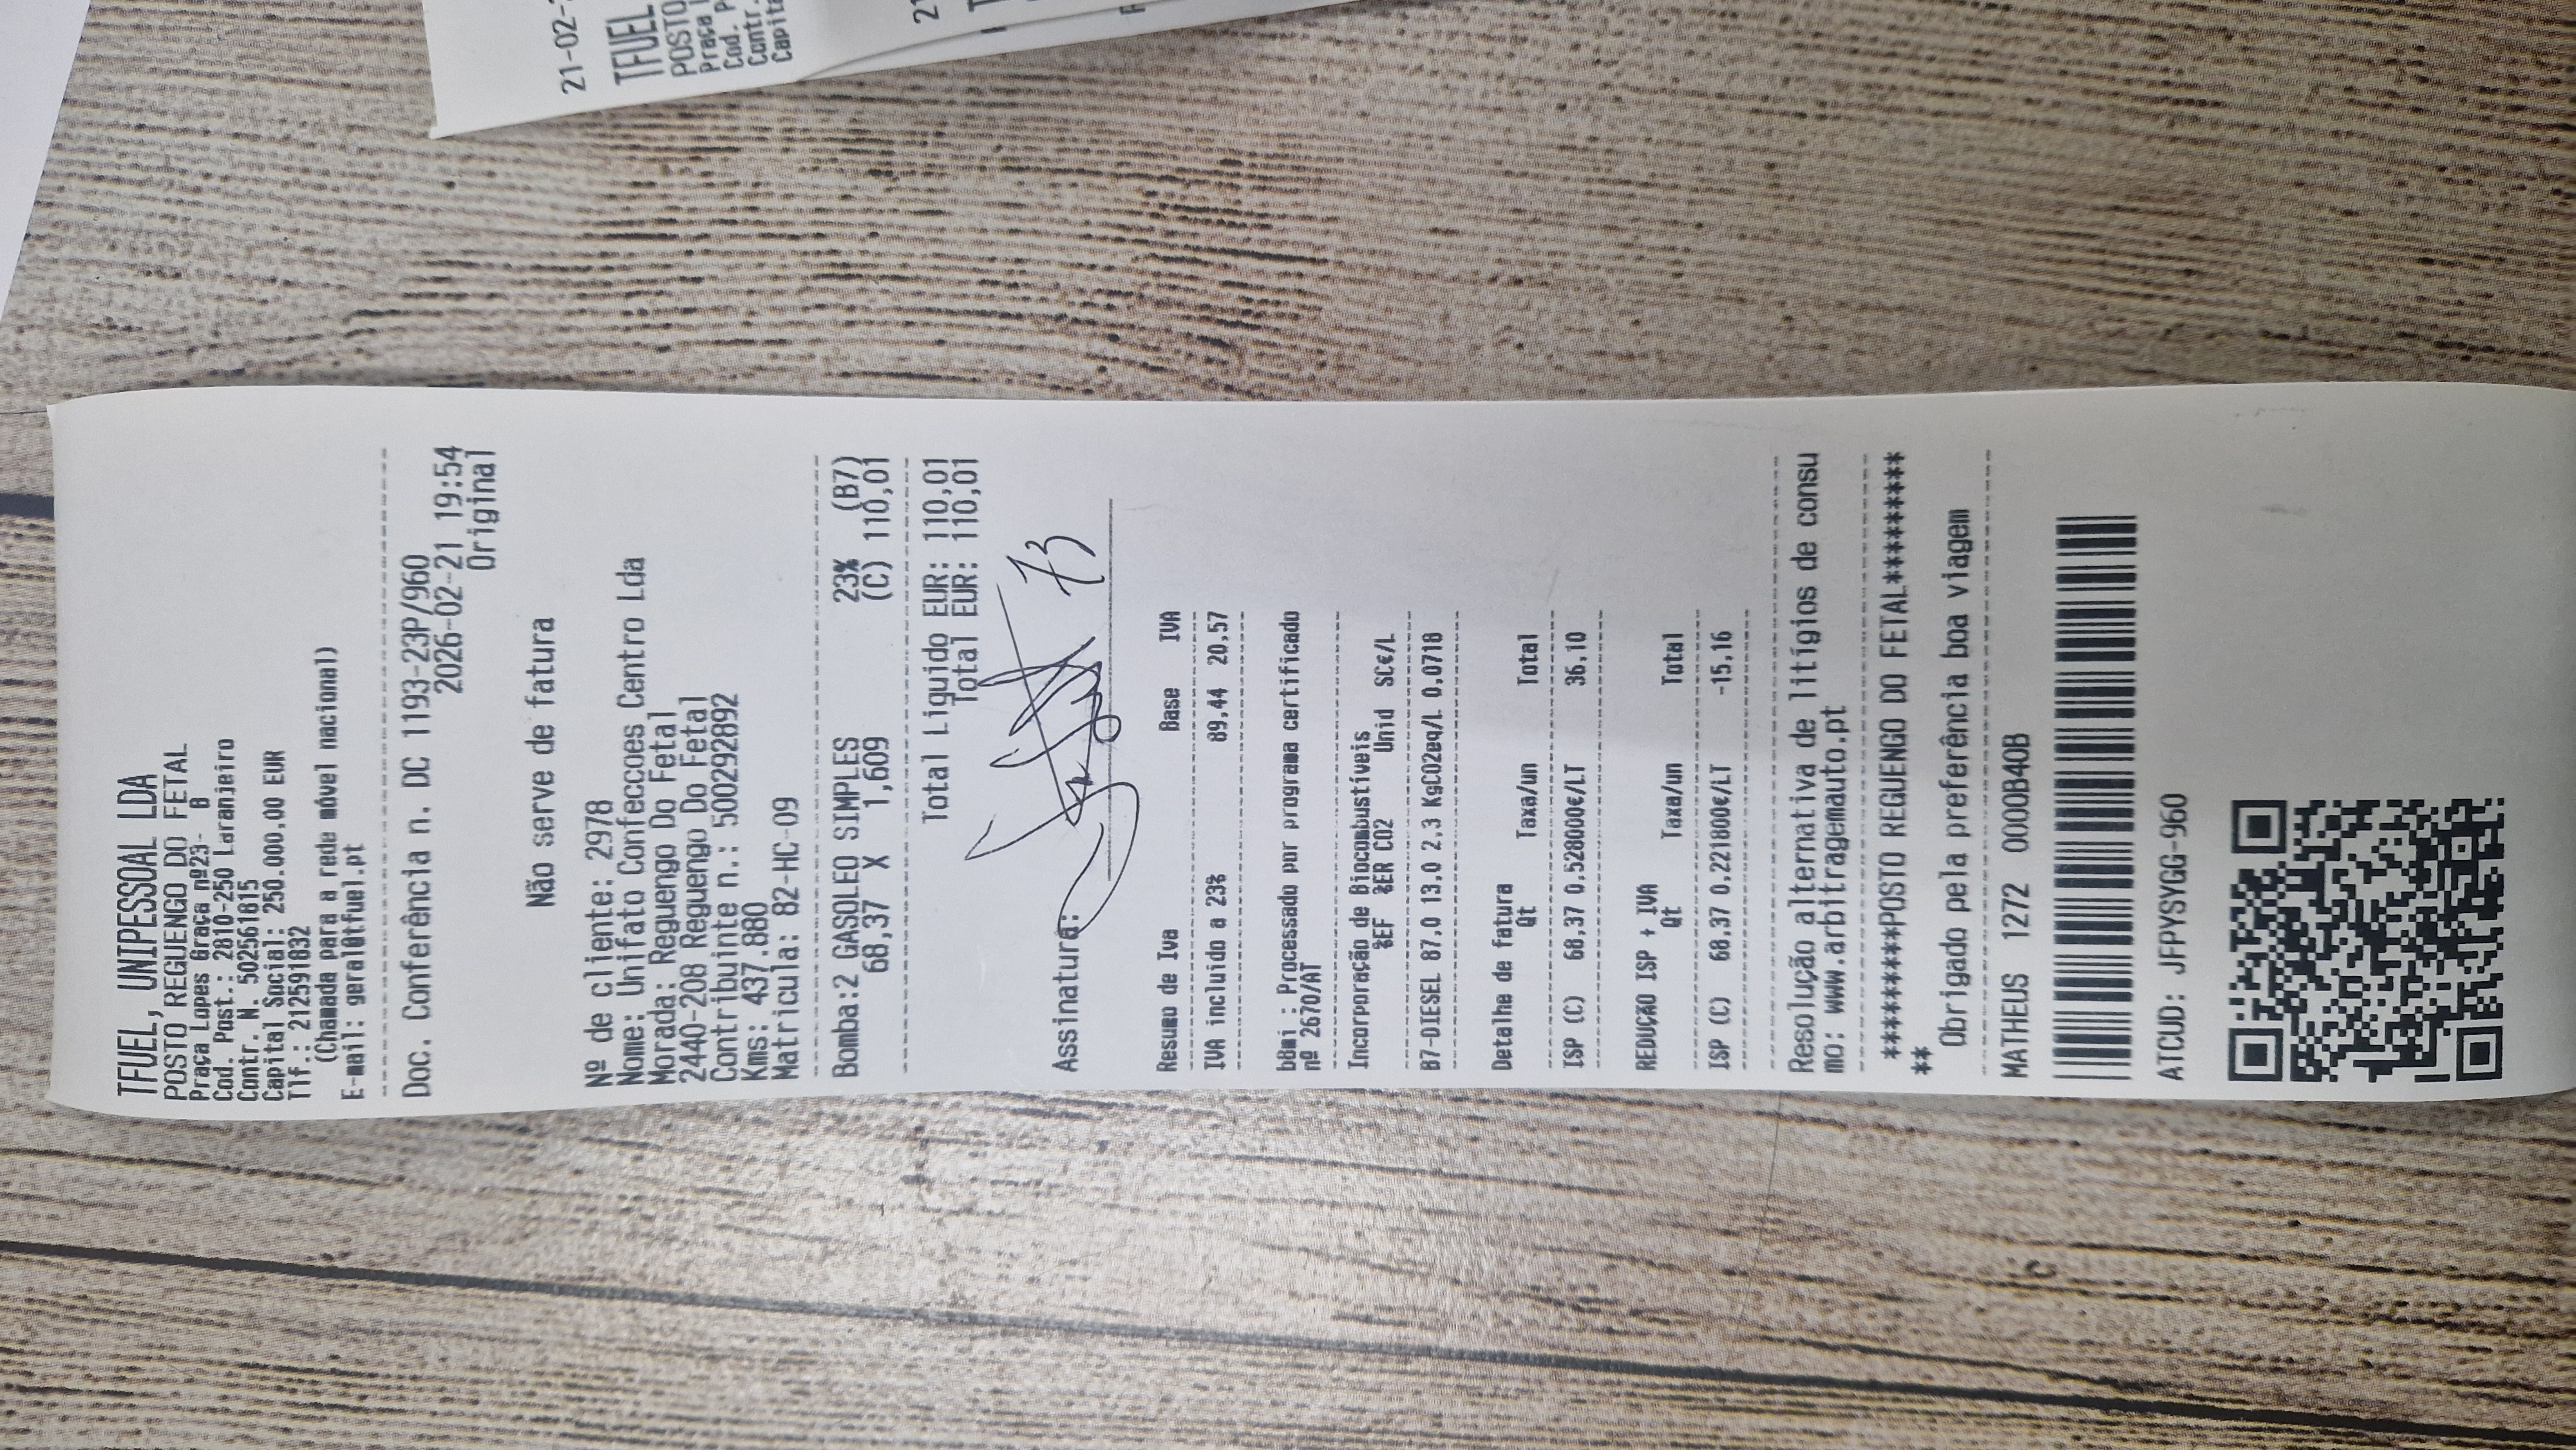 21-02-
TFUEL
POSTO
Praça
Cod. P
Contr.
Capita
21
TFUEL, UNIPESSOAL LDA
POSTO REGUENGO DO FETAL
Praça Lopes Graça nº23- B
Cod. Post.: 2810-250 Laranjeiro
Contr. N. 502561815
Capital Social: 250.000,00 EUR
Tlf.: 212591832
(Chamada para a rede móvel nacional)
E-mail: geral@tfuel.pt
Doc. Conferência n. DC 1193-23P/960
2026-02-21 19:54
Original
Não serve de fatura
Nº de cliente: 2978
Nome: Unifato Confeccoes Centro Lda
Morada: Reguengo Do Fetal
2440-208 Reguengo Do Fetal
Contribuinte n.: 500292892
Kms: 437.880
Matricula: 82-HC-09
Bomba:2 GASOLEO SIMPLES 23% (B7)
68,37 X 1,609 (C) 110,01
Total Liquido EUR: 110,01
Total EUR: 110,01
73
Assinatura:
Resumo de Iva Base IVA
IVA incluido a 23% 89,44 20,57
b8mi : Processado por programa certificado
nº 2670/AT
Incorporação de Biocombustíveis
%EF %ER CO2 Unid SC€/L
B7-DIESEL 87,0 13,0 2.3 KgCO2eq/L 0,0718
Detalhe de fatura
Qt Taxa/un Total
ISP (C) 68,37 0,528000€/LT 36,10
REDUÇÃO ISP + IVA
Qt Taxa/un Total
ISP (C) 68,37 0,221800€/LT -15,16
Resolução alternativa de litígios de consu
mo: www.arbitragemauto.pt
********POSTO REGUENGO DO FETAL********
**
Obrigado pela preferência boa viagem
MATHEUS 1272 0000B40B
ATCUD: JFPYSYGG-960